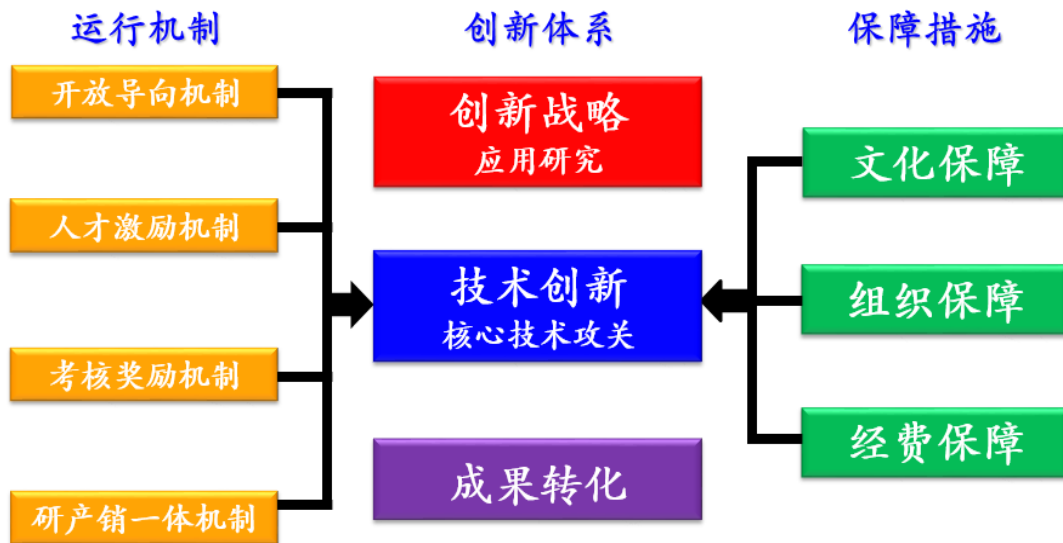 运行机制
开放导向机制
人才激励机制
考核奖励机制
研产销一体机制
创新体系
创新战略
应用研究
技术创新
核心技术攻关
成果转化
保障措施
文化保障
组织保障
经费保障